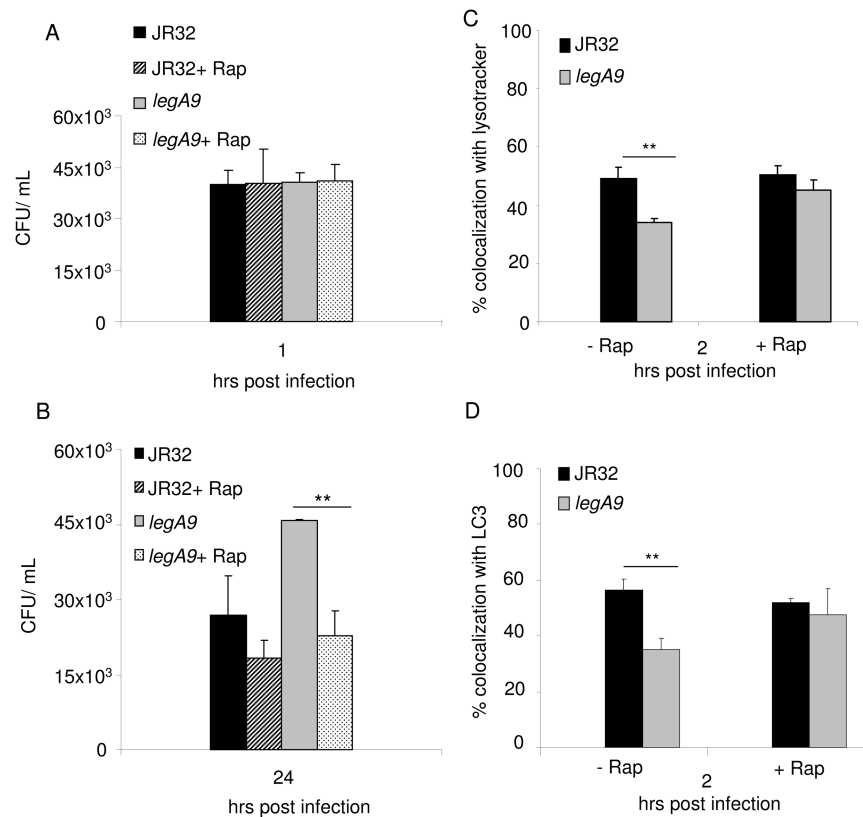 A
JR32
JR32+ Rap
legA9
legA9+ Rap
60x10³
45x10³
30x10³
15x10³
0
CFU/ mL
1
hrs post infection
B
JR32
JR32+ Rap
legA9
legA9+ Rap
**
60x10³
45x10³
30x10³
15x10³
0
CFU/ mL
24
hrs post infection
C
JR32
legA9
**
100
80
60
40
20
0
% colocalization with lysotracker
- Rap 2 + Rap
hrs post infection
D
JR32
legA9
**
100
80
60
40
20
0
% colocalization with LC3
- Rap 2 + Rap
hrs post infection